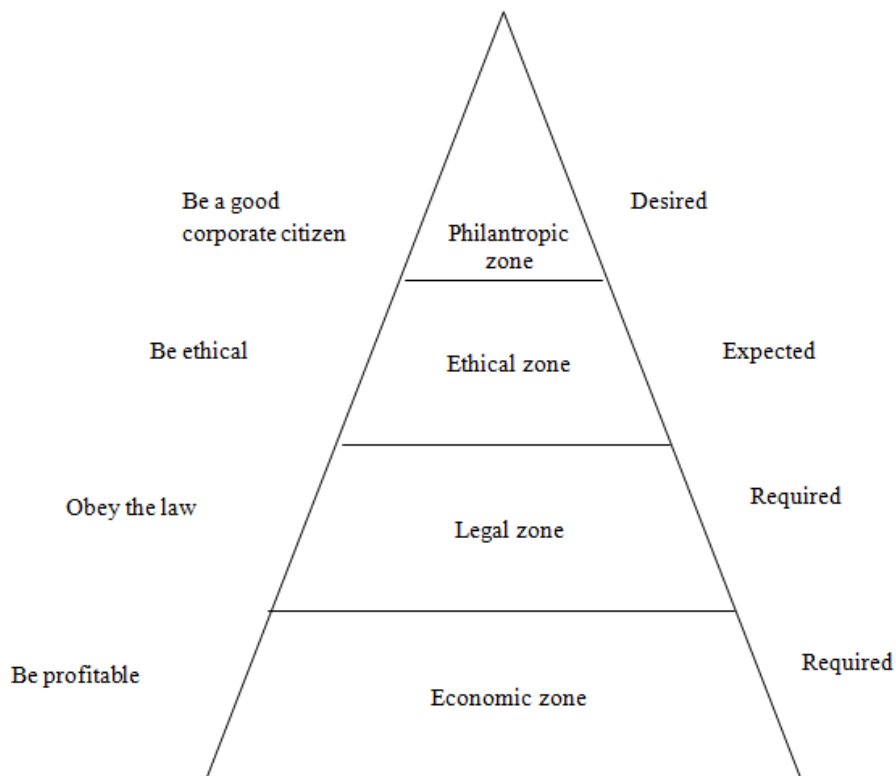 Be a good
corporate citizen
Philantropic
zone
Desired
Be ethical
Ethical zone
Expected
Obey the law
Legal zone
Required
Be profitable
Economic zone
Required